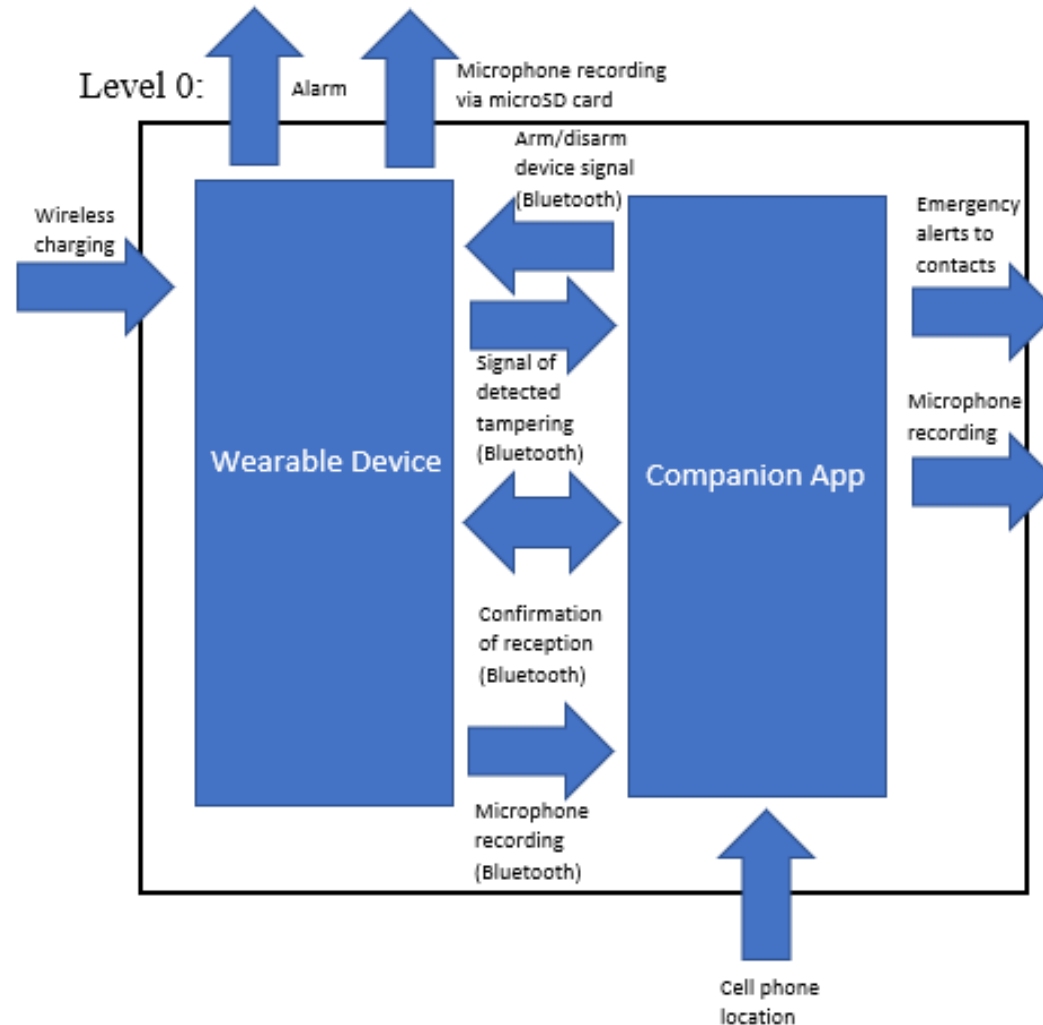 Level 0:
Alarm
Microphone recording
via microSD card
Arm/disarm
device signal
(Bluetooth)
Wireless
charging
Emergency
alerts to
contacts
Signal of
detected
tampering
(Bluetooth)
Microphone
recording
Wearable Device
Companion App
Confirmation
of reception
(Bluetooth)
Microphone
recording
(Bluetooth)
Cell phone
location